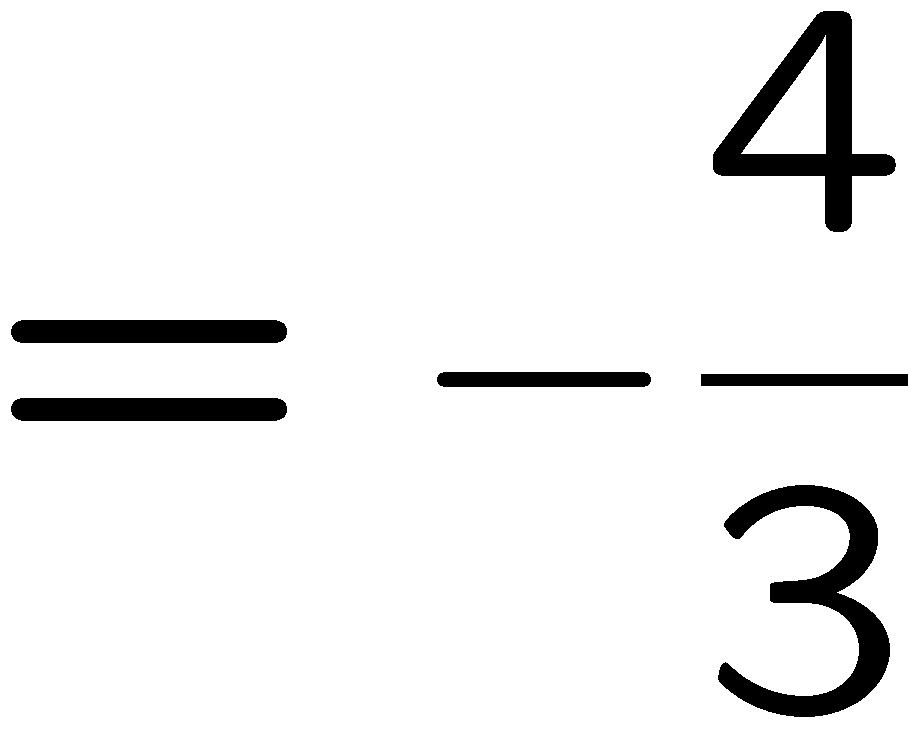 = -4/3